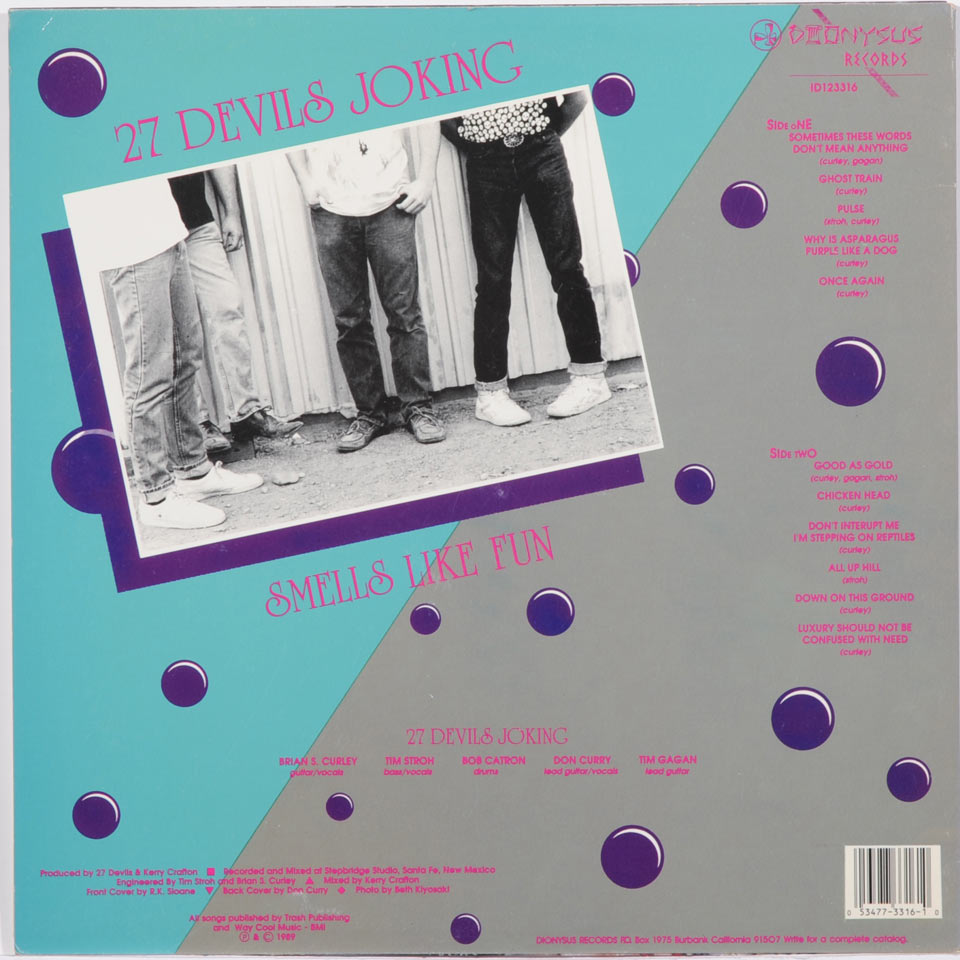 27 DEVILS JOKING
DIONYSUS
RECORDS
ID123316
SIDE ONE
SOMETIMES THESE WORDS
DON'T MEAN ANYTHING
(curley, gagan)
GHOST TRAIN
(curley)
PULSE
(stroh, curley)
WHY IS ASPARAGUS
PURPLE LIKE A DOG
(curley)
ONCE AGAIN
(curley)
SIDE TWO
GOOD AS GOLD
(curley, gagan, stroh)
CHICKEN HEAD
(curley)
DON'T INTERUPT ME
I'M STEPPING ON REPTILES
(curley)
ALL UP HILL
(stroh)
DOWN ON THIS GROUND
(curley)
LUXURY SHOULD NOT BE
CONFUSED WITH NEED
(curley)
SMELLS LIKE FUN
27 DEVILS JOKING
BRIAN S. CURLEY TIM STROH BOB CATRON DON CURRY TIM GAGAN
guitar/vocals bass/vocals drums lead guitar/vocals lead guitar
Produced by 27 Devils & Kerry Crafton ■ Recorded and Mixed at Stepbridge Studio, Santa Fe, New Mexico
Engineered By Tim Stroh and Brian S. Curley ▲ Mixed by Kerry Crafton
Front Cover by R.K. Sloane ▼ Back Cover by Don Curry ◆ Photo by Beth Kiyosaki
All songs published by Trash Publishing
and Way Cool Music - BMI
℗ & © 1989
DIONYSUS RECORDS P.O. Box 1975 Burbank California 91507 Write for a complete catalog.
0 53477-3316-1 0